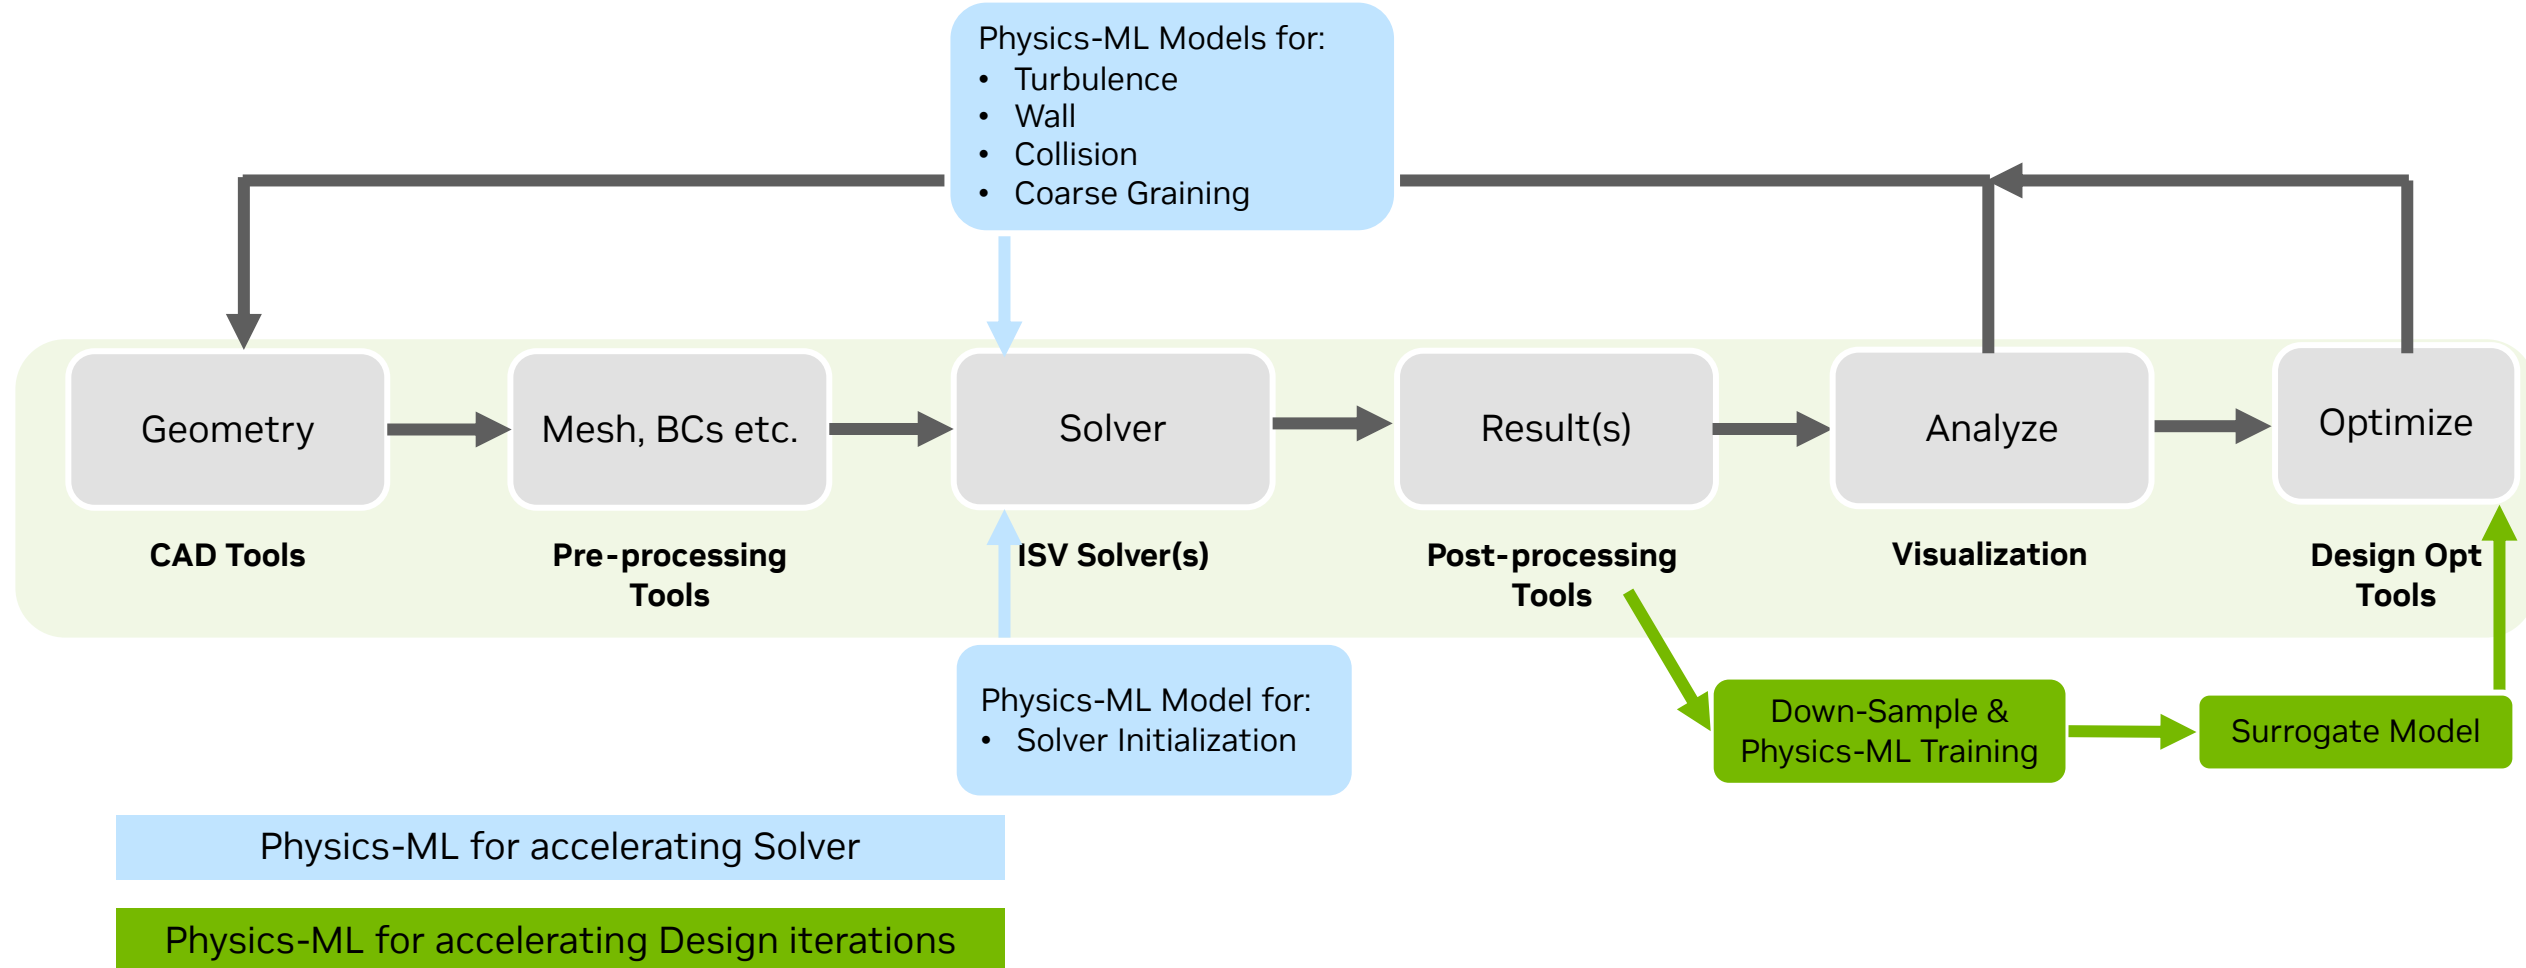 Physics-ML Models for:
• Turbulence
• Wall
• Collision
• Coarse Graining
Geometry
Mesh, BCs etc.
Solver
Result(s)
Analyze
Optimize
CAD Tools
Pre-processing
Tools
ISV Solver(s)
Post-processing
Tools
Visualization
Design Opt
Tools
Physics-ML Model for:
• Solver Initialization
Down-Sample &
Physics-ML Training
Surrogate Model
Physics-ML for accelerating Solver
Physics-ML for accelerating Design iterations